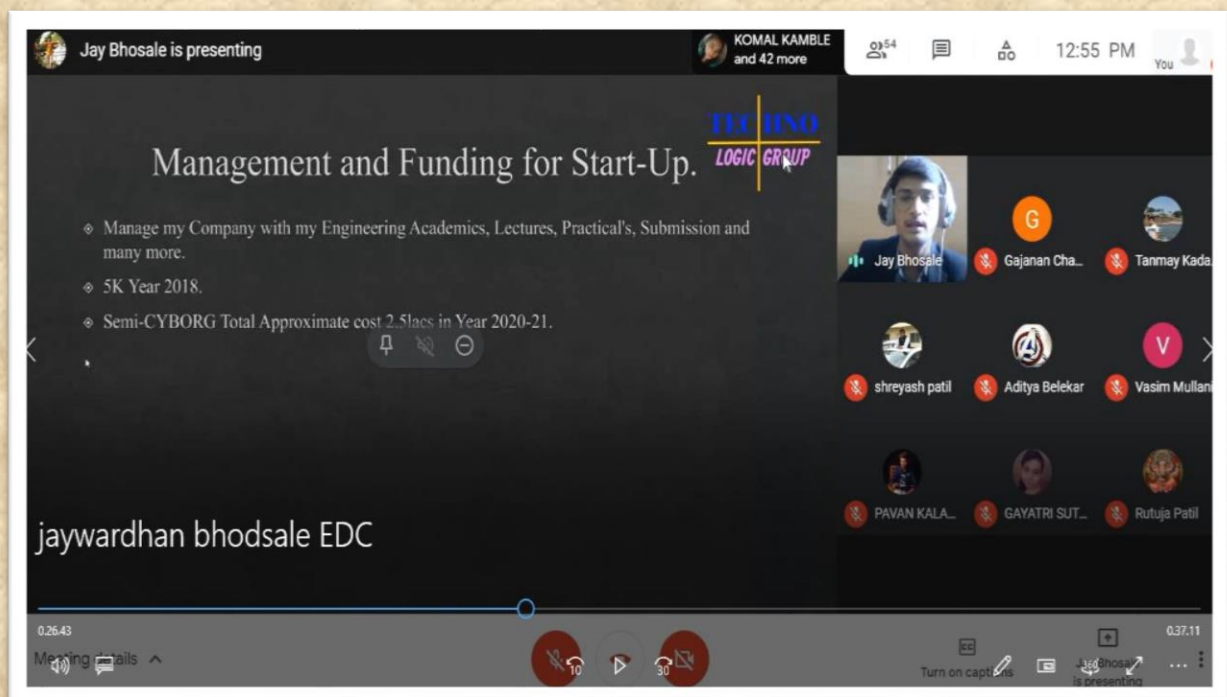 Jay Bhosale is presenting
KOMAL KAMBLE
and 42 more
54
12:55 PM
You
TECHNO
LOGIC GROUP
Management and Funding for Start-Up.
Manage my Company with my Engineering Academics, Lectures, Practical's, Submission and
many more.
5K Year 2018.
Semi-CYBORG Total Approximate cost 2.5lacs in Year 2020-21.
Jay Bhosale
G
Gajanan Cha...
Tanmay Kada
shreyash patil
Aditya Belekar
V
Vasim Mullani
PAVAN KALA...
GAYATRI SUT...
Rutuja Patil
jaywardhan bhodsale EDC
0.26.43
0.37.11
Meeting details
10
30
CC
Turn on captions
360
Jay Bhosale
is presenting